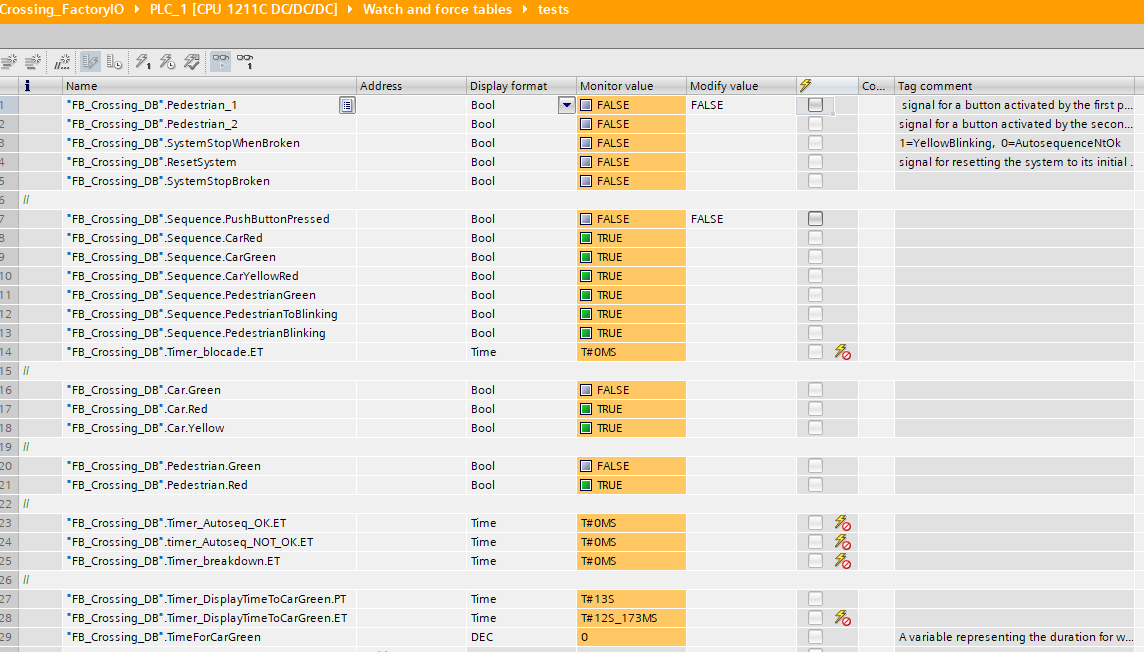 Crossing_FactoryIO ▸ PLC_1 [CPU 1211C DC/DC/DC] ▸ Watch and force tables ▸ tests
i Name Address Display format Monitor value Modify value Co... Tag comment
1 "FB_Crossing_DB".Pedestrian_1 Bool FALSE FALSE signal for a button activated by the first p...
2 "FB_Crossing_DB".Pedestrian_2 Bool FALSE signal for a button activated by the secon...
3 "FB_Crossing_DB".SystemStopWhenBroken Bool FALSE 1=YellowBlinking, 0=AutosequenceNtOk
4 "FB_Crossing_DB".ResetSystem Bool FALSE signal for resetting the system to its initial .
5 "FB_Crossing_DB".SystemStopBroken Bool FALSE
6 //
7 "FB_Crossing_DB".Sequence.PushButtonPressed Bool FALSE FALSE
8 "FB_Crossing_DB".Sequence.CarRed Bool TRUE
9 "FB_Crossing_DB".Sequence.CarGreen Bool TRUE
10 "FB_Crossing_DB".Sequence.CarYellowRed Bool TRUE
11 "FB_Crossing_DB".Sequence.PedestrianGreen Bool TRUE
12 "FB_Crossing_DB".Sequence.PedestrianToBlinking Bool TRUE
13 "FB_Crossing_DB".Sequence.PedestrianBlinking Bool TRUE
14 "FB_Crossing_DB".Timer_blocade.ET Time T#0MS
15 //
16 "FB_Crossing_DB".Car.Green Bool FALSE
17 "FB_Crossing_DB".Car.Red Bool TRUE
18 "FB_Crossing_DB".Car.Yellow Bool TRUE
19 //
20 "FB_Crossing_DB".Pedestrian.Green Bool FALSE
21 "FB_Crossing_DB".Pedestrian.Red Bool TRUE
22 //
23 "FB_Crossing_DB".Timer_Autoseq_OK.ET Time T#0MS
24 "FB_Crossing_DB".timer_Autoseq_NOT_OK.ET Time T#0MS
25 "FB_Crossing_DB".Timer_breakdown.ET Time T#0MS
26 //
27 "FB_Crossing_DB".Timer_DisplayTimeToCarGreen.PT Time T#13S
28 "FB_Crossing_DB".Timer_DisplayTimeToCarGreen.ET Time T#12S_173MS
29 "FB_Crossing_DB".TimeForCarGreen DEC 0 A variable representing the duration for w...